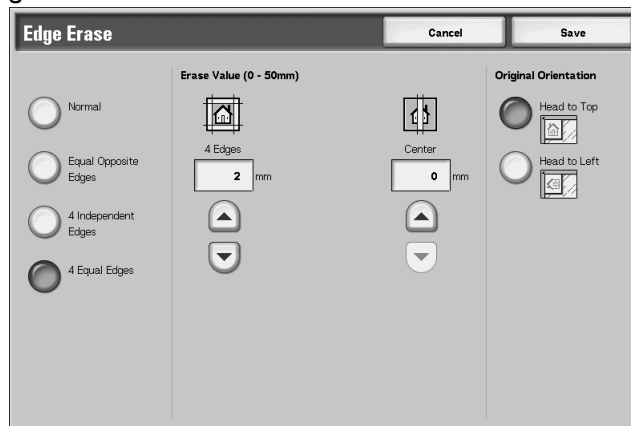 Edge Erase
Cancel
Save
Normal
Equal Opposite
Edges
4 Independent
Edges
4 Equal Edges
Erase Value (0 - 50mm)
4 Edges
2 mm
Center
0 mm
Original Orientation
Head to Top
Head to Left